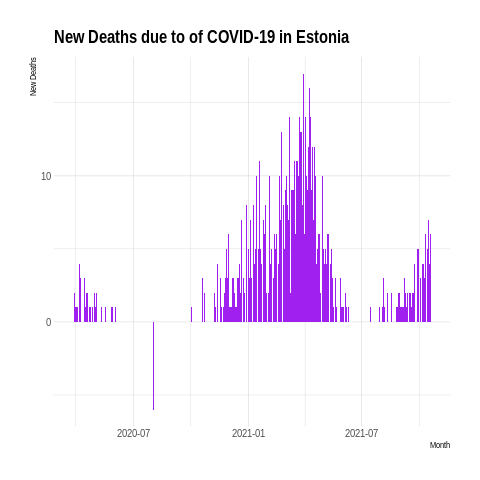 New Deaths due to of COVID-19 in Estonia
New Deaths
10
0
2020-07
2021-01
2021-07
Month